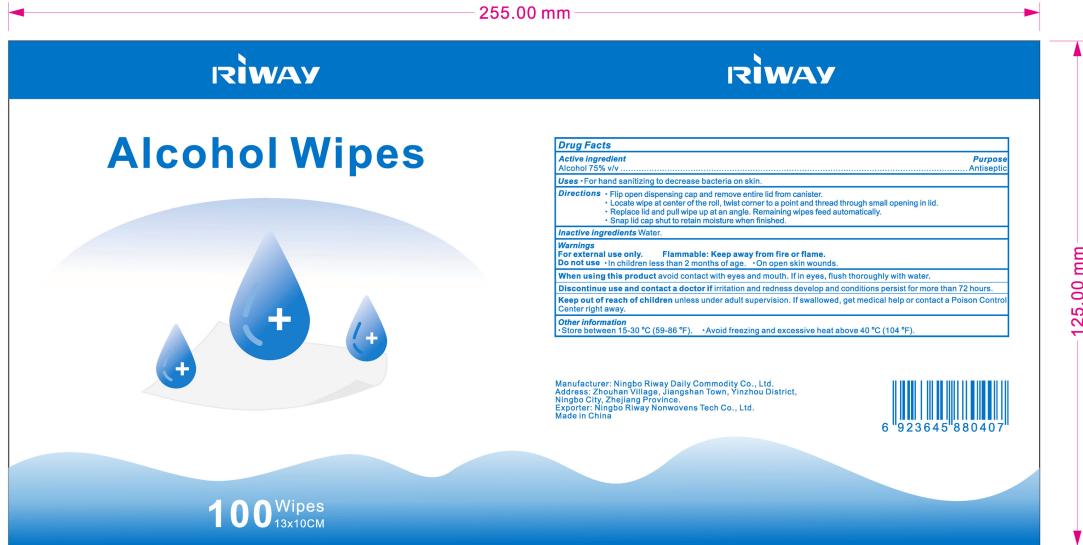 255.00 mm
RIWAY
RIWAY
Alcohol Wipes
Drug Facts
Active ingredient Purpose
Alcohol 75% v/v ........ Antiseptic
Uses • For hand sanitizing to decrease bacteria on skin.
Directions • Flip open dispensing cap and remove entire lid from canister.
• Locate wipe at center of the roll, twist corner to a point and thread through small opening in lid.
• Replace lid and pull wipe up at an angle. Remaining wipes feed automatically.
• Snap lid cap shut to retain moisture when finished.
Inactive ingredients Water.
Warnings
For external use only. Flammable: Keep away from fire or flame.
Do not use • In children less than 2 months of age. • On open skin wounds.
When using this product avoid contact with eyes and mouth. If in eyes, flush thoroughly with water.
Discontinue use and contact a doctor if irritation and redness develop and conditions persist for more than 72 hours.
Keep out of reach of children unless under adult supervision. If swallowed, get medical help or contact a Poison Control
Center right away.
Other information
• Store between 15-30 °C (59-86 °F). • Avoid freezing and excessive heat above 40 °C (104 °F).
Manufacturer: Ningbo Riway Daily Commodity Co., Ltd.
Address: Zhouhan Village, Jiangshan Town, Yinzhou District,
Ningbo City, Zhejiang Province.
Exporter: Ningbo Riway Nonwovens Tech Co., Ltd.
Made in China
6 923645 880407
100 Wipes
13x10CM
125.00 mm